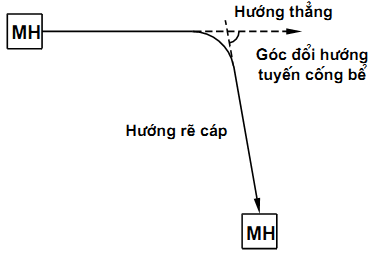 Hướng thẳng
MH
Góc đổi hướng
tuyến cống bể
Hướng rẽ cáp
MH